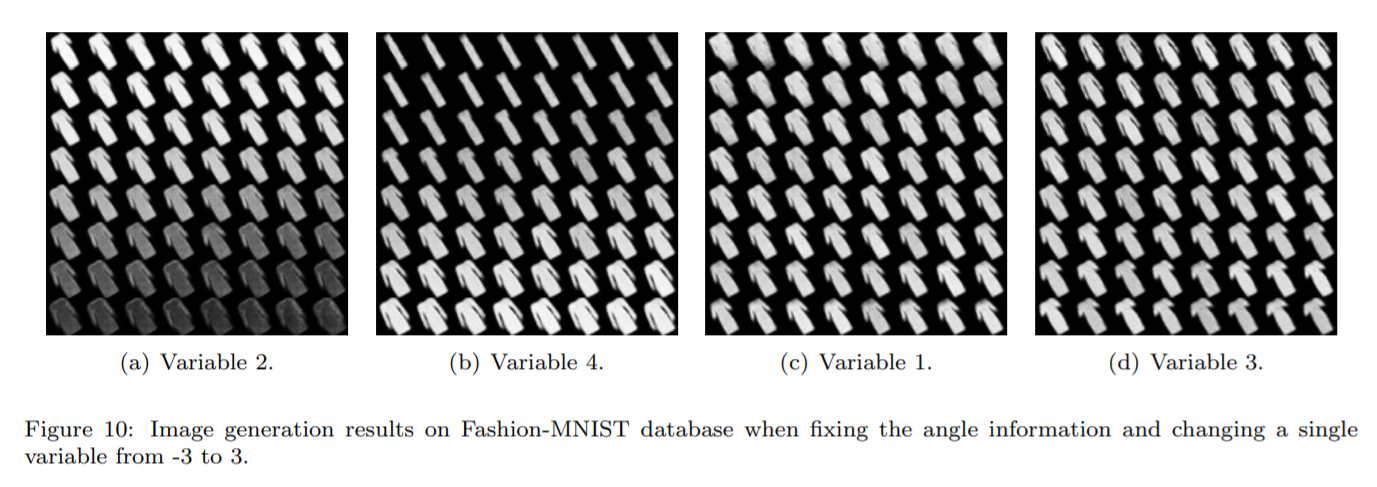 (a) Variable 2.
(b) Variable 4.
(c) Variable 1.
(d) Variable 3.
Figure 10: Image generation results on Fashion-MNIST database when fixing the angle information and changing a single
variable from -3 to 3.